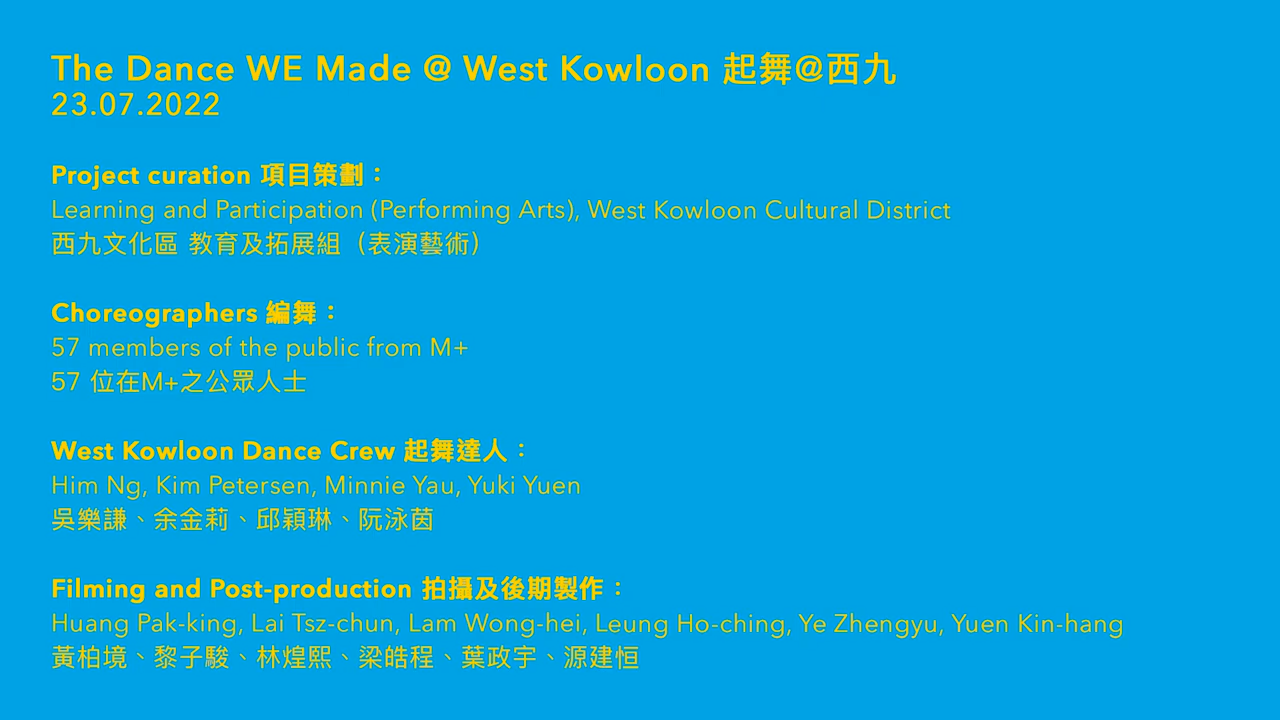 The Dance WE Made @ West Kowloon 起舞@西九
23.07.2022
Project curation 項目策劃：
Learning and Participation (Performing Arts), West Kowloon Cultural District
西九文化區 教育及拓展組（表演藝術）
Choreographers 編舞：
57 members of the public from M+
57 位在M+之公眾人士
West Kowloon Dance Crew 起舞達人：
Him Ng, Kim Petersen, Minnie Yau, Yuki Yuen
吳樂謙、余金莉、邱穎琳、阮泳茵
Filming and Post-production 拍攝及後期製作：
Huang Pak-king, Lai Tsz-chun, Lam Wong-hei, Leung Ho-ching, Ye Zhengyu, Yuen Kin-hang
黃柏境、黎子駿、林煌熙、梁皓程、葉政宇、源建恒